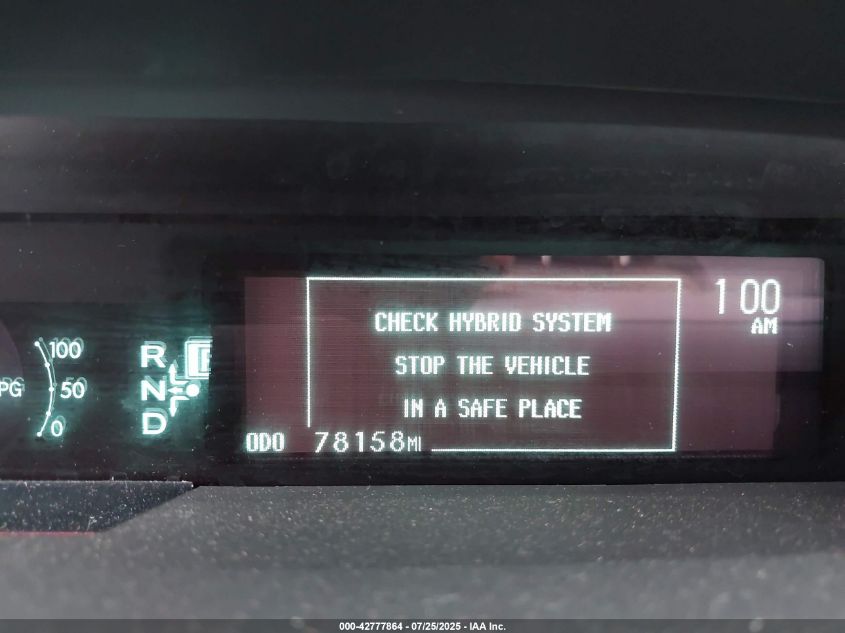 1:00
AM
CHECK HYBRID SYSTEM
STOP THE VEHICLE
IN A SAFE PLACE
ODO 78158MI
100
50
0
PG
R
N
D
000-42777864 - 07/25/2025 - IAA Inc.